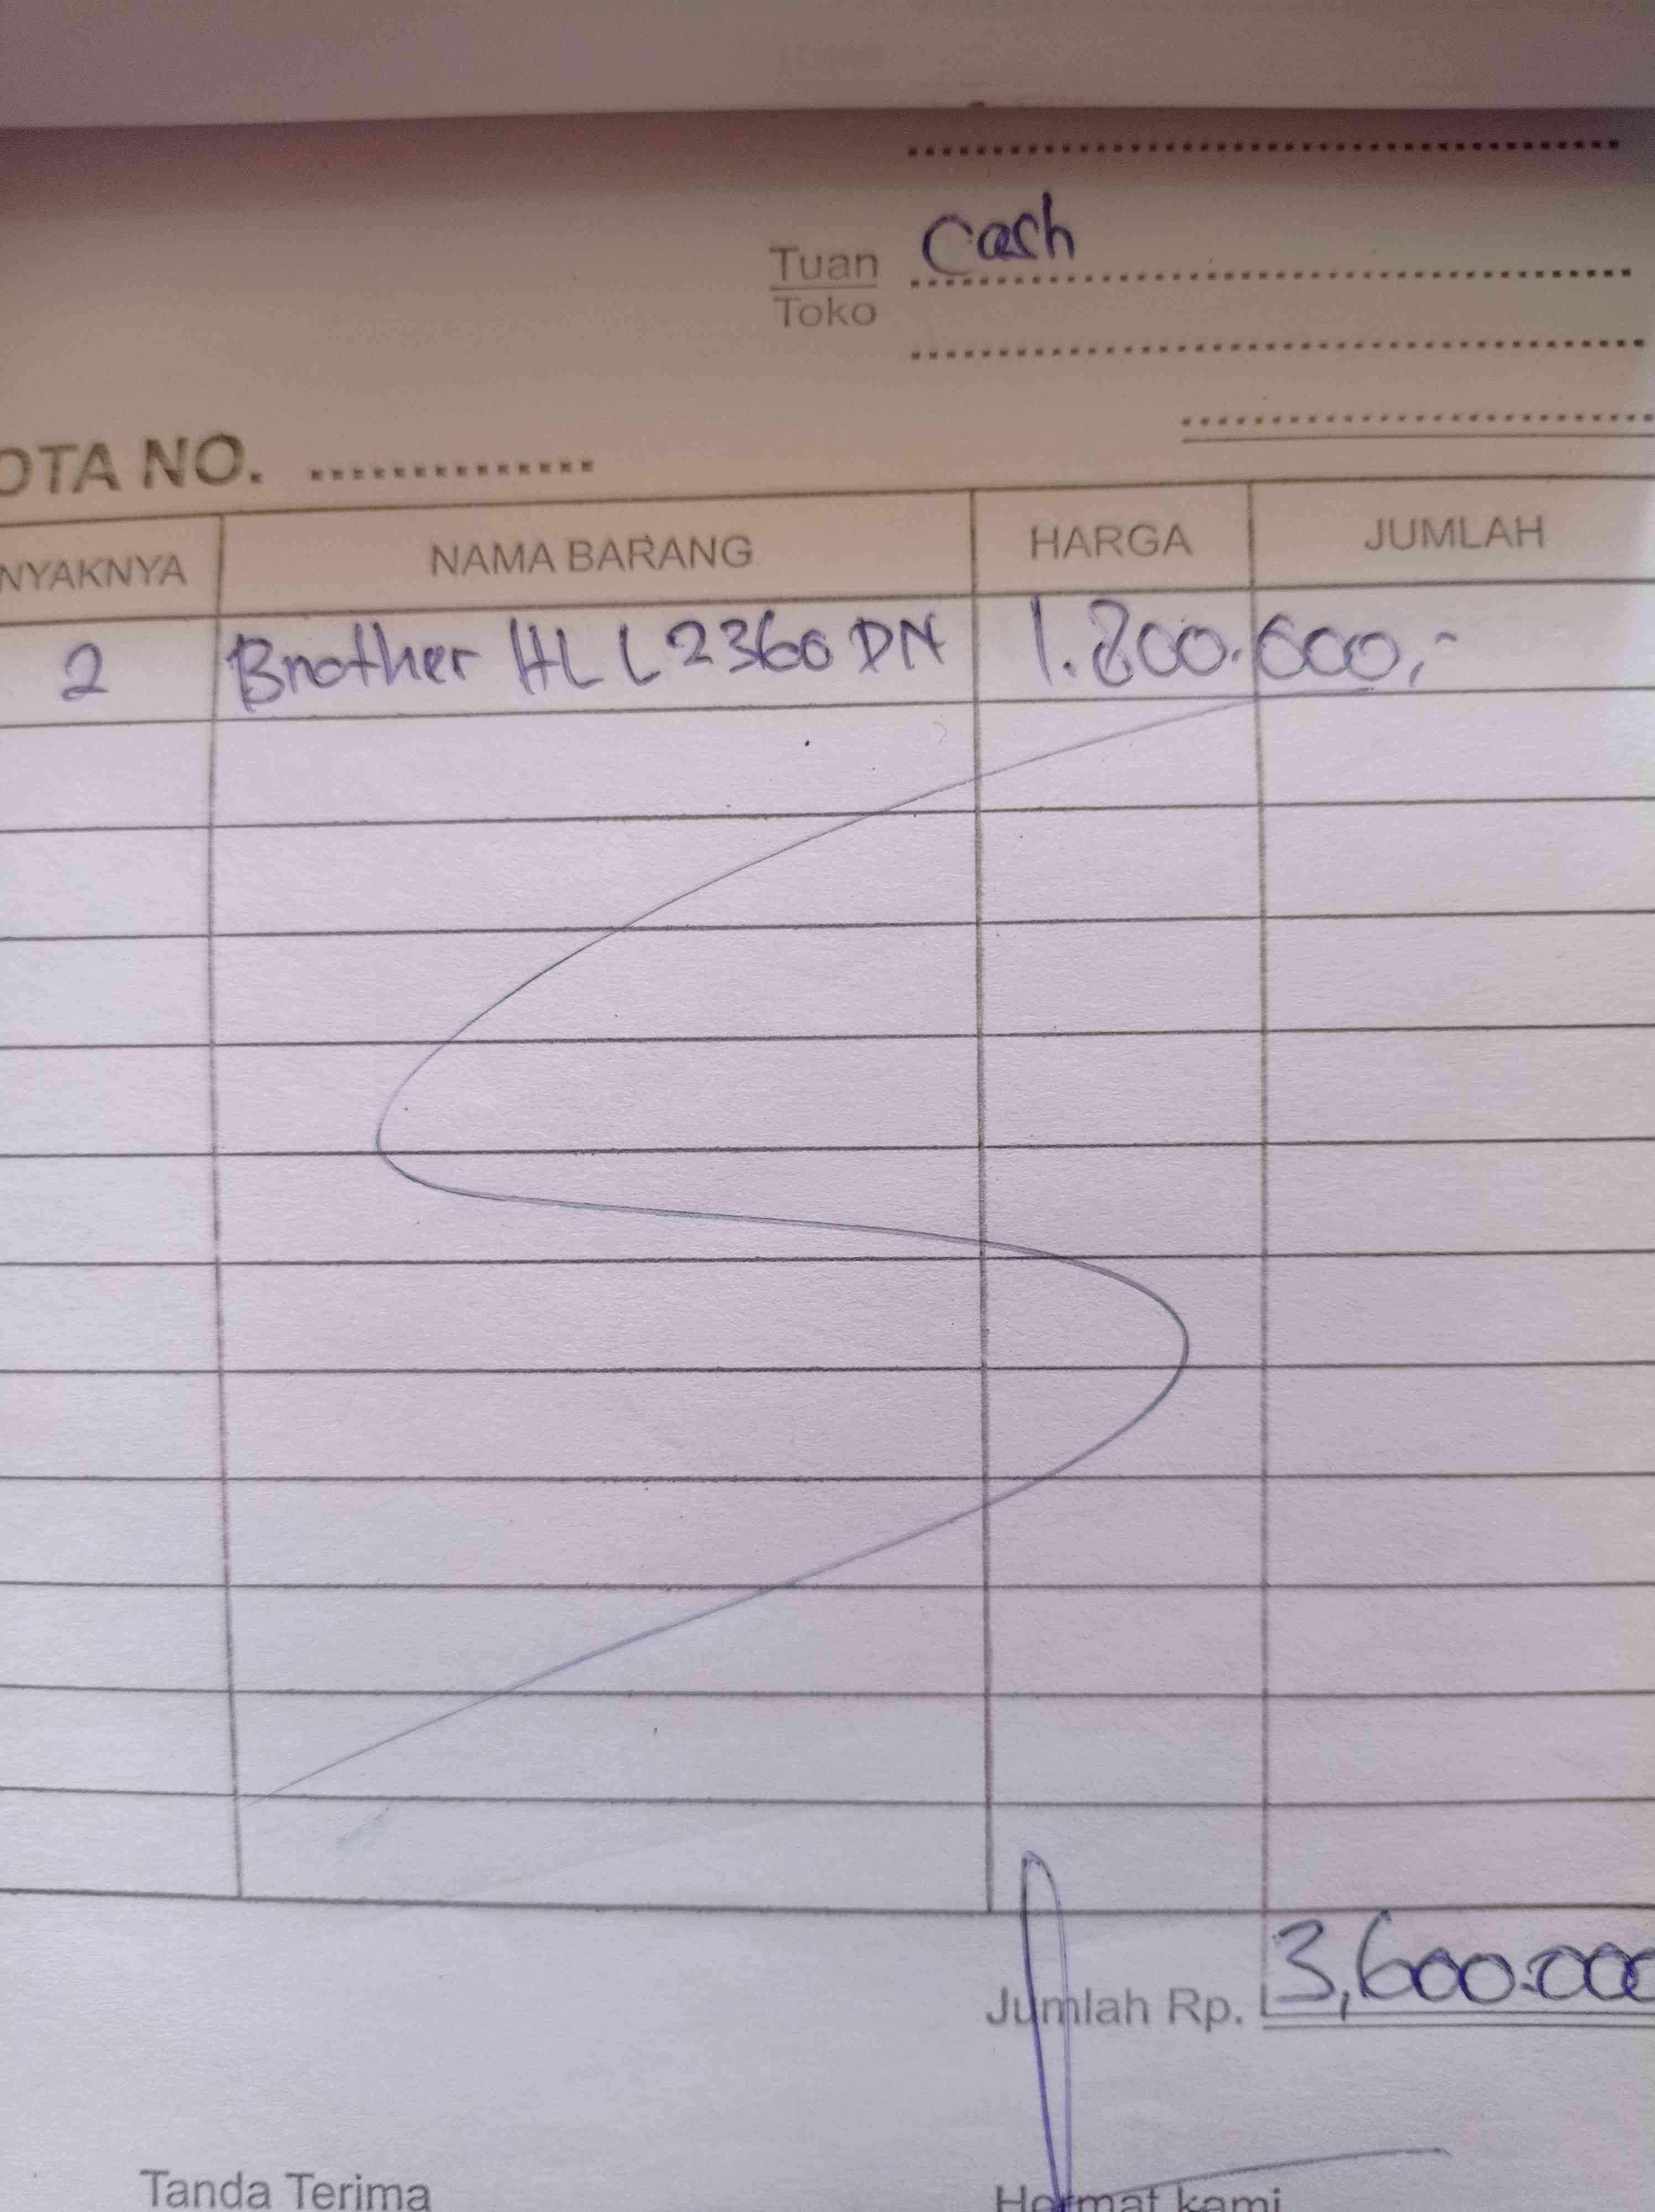 Cash
Tuan
Toko
OTA NO. ..............
NYAKNYA NAMA BARANG HARGA JUMLAH
2 Brother HL L2360 DN 1.800.000,-
Jumlah Rp. 3,600.000
Tanda Terima Hormat kami